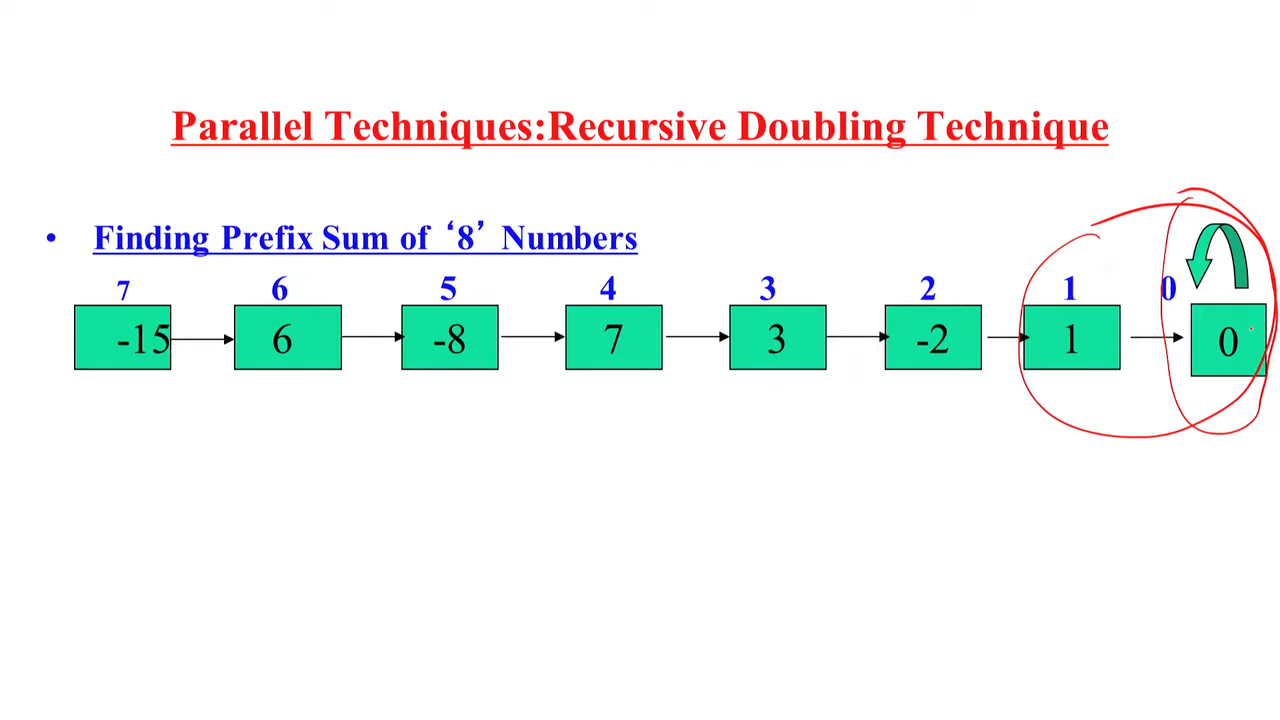 Parallel Techniques:Recursive Doubling Technique
• Finding Prefix Sum of ‘8’ Numbers
7 6 5 4 3 2 1 0
-15 6 -8 7 3 -2 1 0